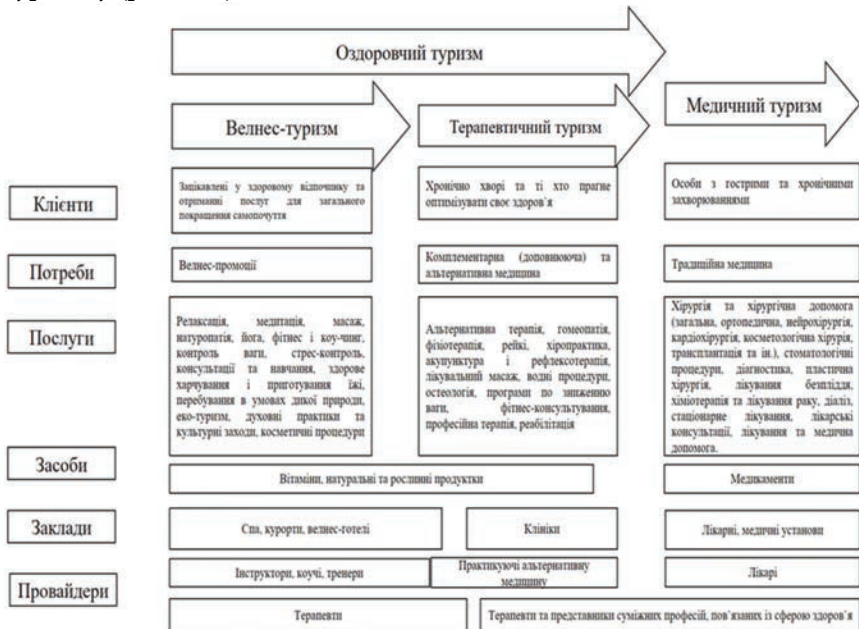 Оздоровчий туризм
Велнес-туризм
Терапевтичний туризм
Медичний туризм
Клієнти
Зацікавлені у здоровому відпочинку та
отриманні послуг для загального
покращення самопочуття
Хронічно хворі та ті хто прагне
оптимізувати своє здоров`я
Особи з гострими та хронічними
захворюваннями
Потреби
Велнес-промоції
Комплементарна (доповнююча) та
альтернативна медицина
Традиційна медицина
Послуги
Релаксація, медитація, масаж,
натуропатія, йога, фітнес і коу-чинг,
контроль ваги, стрес-контроль,
консультації та навчання, здорове
харчування і приготування їжі,
перебування в умовах дикої природи,
еко-туризм, духовні практики та
культурні заходи, косметичні процедури
Альтернативна терапія, гомеопатія,
фізіотерапія, рейкі, хіропрактика,
акупунктура і рефлексотерапія,
лікувальний масаж, водні процедури,
остеологія, програми по зниженню
ваги, фітнес-консультування,
професійна терапія, реабілітація
Хірургія та хірургічна допомога
(загальна, ортопедична, нейрохірургія,
кардіохірургія, косметологічна хірурія,
трансплантація та ін.), стоматологічні
процедури, діагностика, пластична
хірургія, лікування безпліддя,
хіміотерапія та лікування раку, діаліз,
стаціонарне лікування, лікарські
консультації, лікування та медична
допомога.
Засоби
Вітаміни, натуральні та рослинні продуктки
Медикаменти
Заклади
Спа, курорти, велнес-готелі
Клініки
Лікарні, медичні установи
Провайдери
Інструктори, коучі, тренери
Практикуючі альтернативну
медицину
Лікарі
Терапевти
Терапевти та представники суміжних професій, пов`язаних із сферою здоров`я